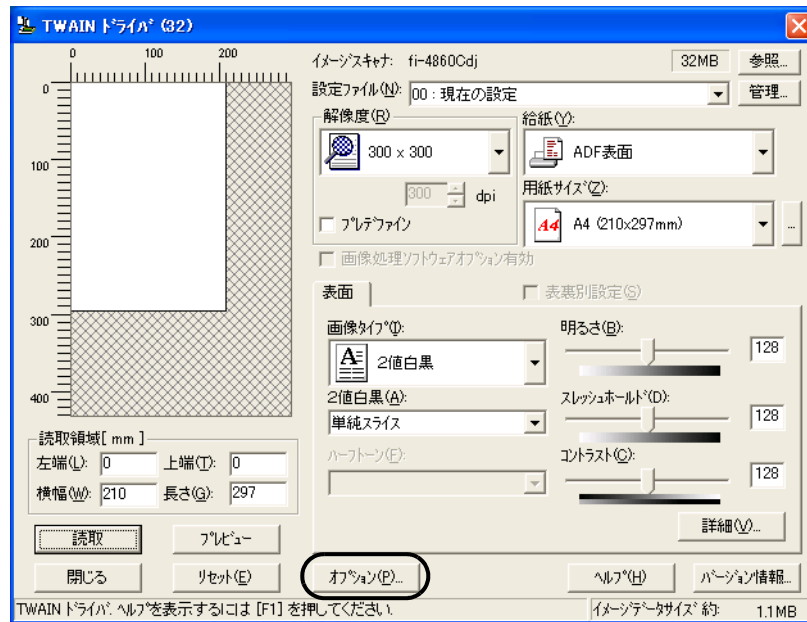 TWAIN ドライバ (32)
0 100 200
0
100
200
300
400
イメージスキャナ: fi-4860Cdj 32MB 参照...
設定ファイル(N): 00 : 現在の設定 管理...
解像度(R) 給紙(Y):
300 × 300 ADF表面
300 dpi 用紙サイズ(Z):
プレデファイン A4 A4 (210x297mm) ...
画像処理ソフトウェアオプション有効
表面 表裏別設定(S)
画像タイプ(I): 明るさ(B):
A 2値白黒 128
2値白黒(A): スレッショホールド(D):
単純スライス 128
ハーフトーン(F): コントラスト(C):
128
詳細(V)...
読取領域[ mm ]
左端(L): 0 上端(T): 0
横幅(W): 210 長さ(G): 297
読取 プレビュー
閉じる リセット(E) オプション(P)... ヘルプ(H) バージョン情報...
TWAIN ドライバ. ヘルプを表示するには [F1] を押してください. イメージデータサイズ 約: 1.1MB